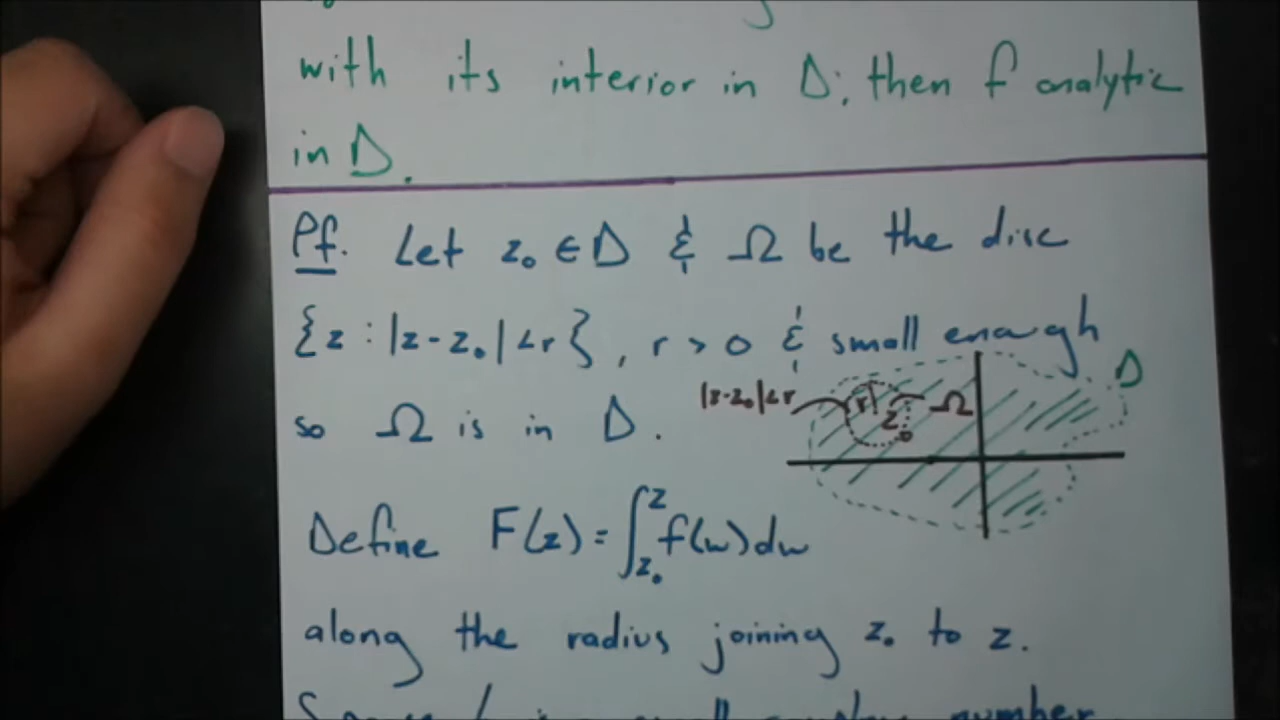 with its interior in D; then f analytic
in D.
Pf. Let z₀ ∈ D & Ω be the disc
{z : |z - z₀| < r}, r > 0 & small enough
so Ω is in D.
|z-z₀|<r
r
z₀
Ω
D
Define F(z) = ∫_{z₀}^{z} f(w) dw
along the radius joining z₀ to z.
number